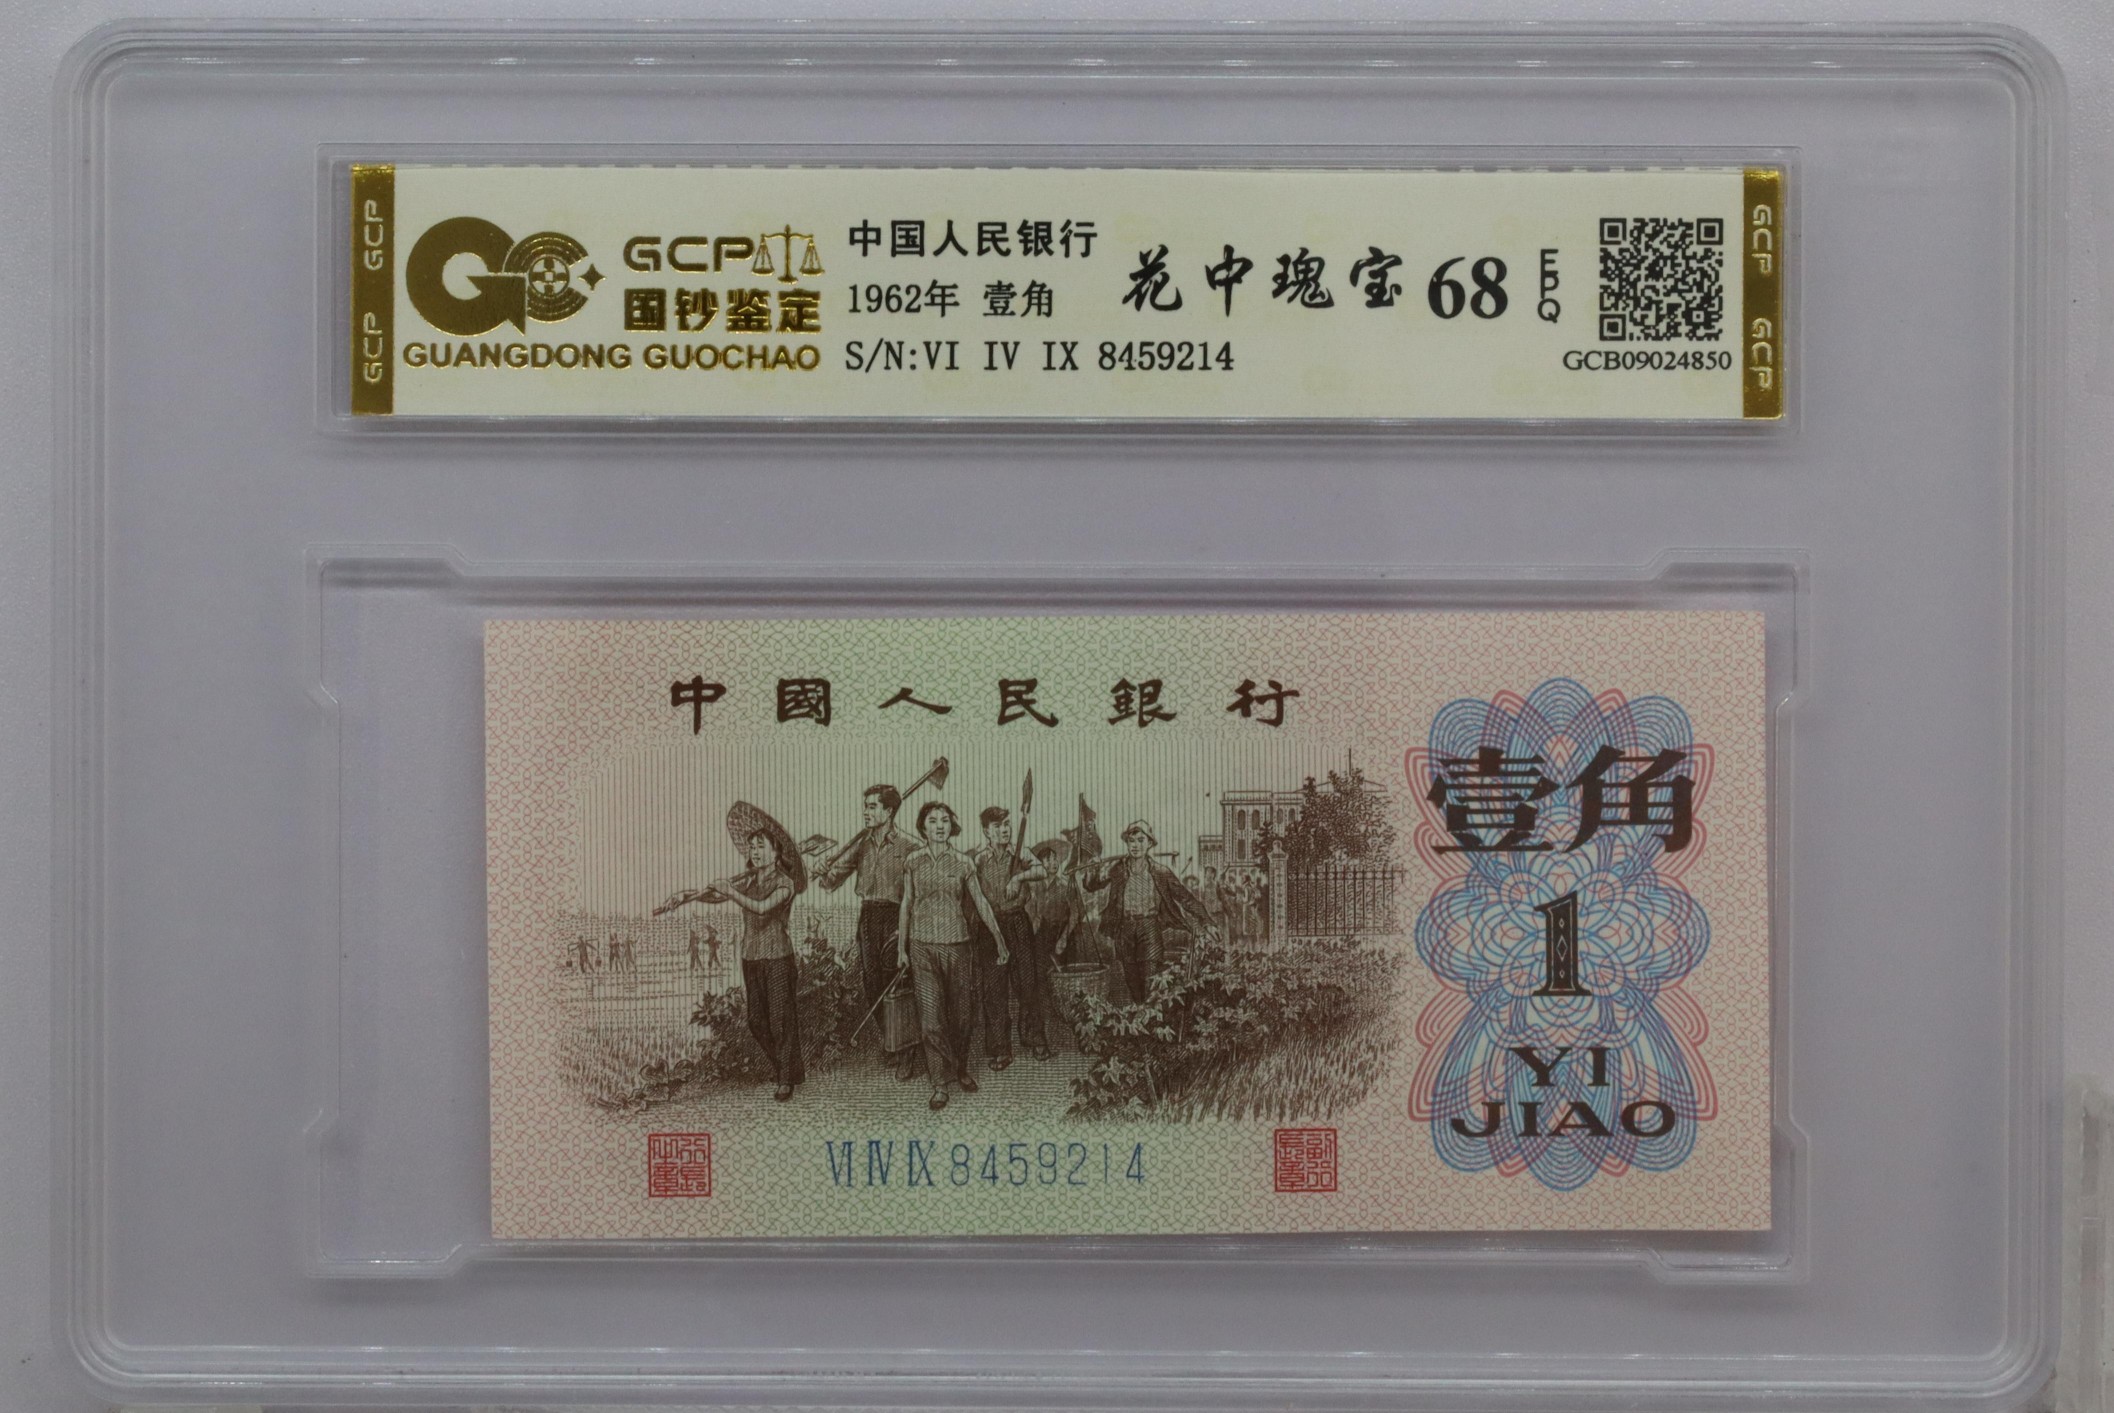 GCP
GCP
GCP
国钞鉴定
GUANGDONG GUOCHAO
中国人民银行
1962年 壹角
S/N:VI IV IX 8459214
花中瑰宝 68 EPQ
GCB09024850
GCP
GCP
中國人民銀行
壹角
1
YI
JIAO
VI IV IX 8459214